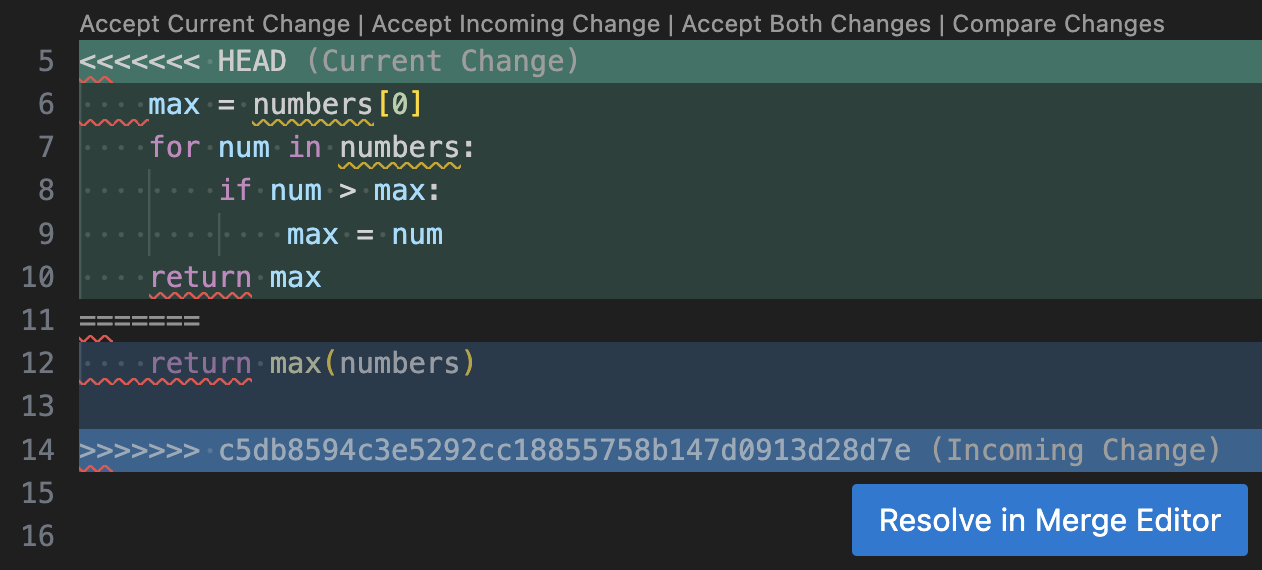 Accept Current Change | Accept Incoming Change | Accept Both Changes | Compare Changes
5 <<<<<<< HEAD (Current Change)
6     max = numbers[0]
7     for num in numbers:
8         if num > max:
9             max = num
10     return max
11 =======
12     return max(numbers)
13
14 >>>>>>> c5db8594c3e5292cc18855758b147d0913d28d7e (Incoming Change)
15
16
Resolve in Merge Editor